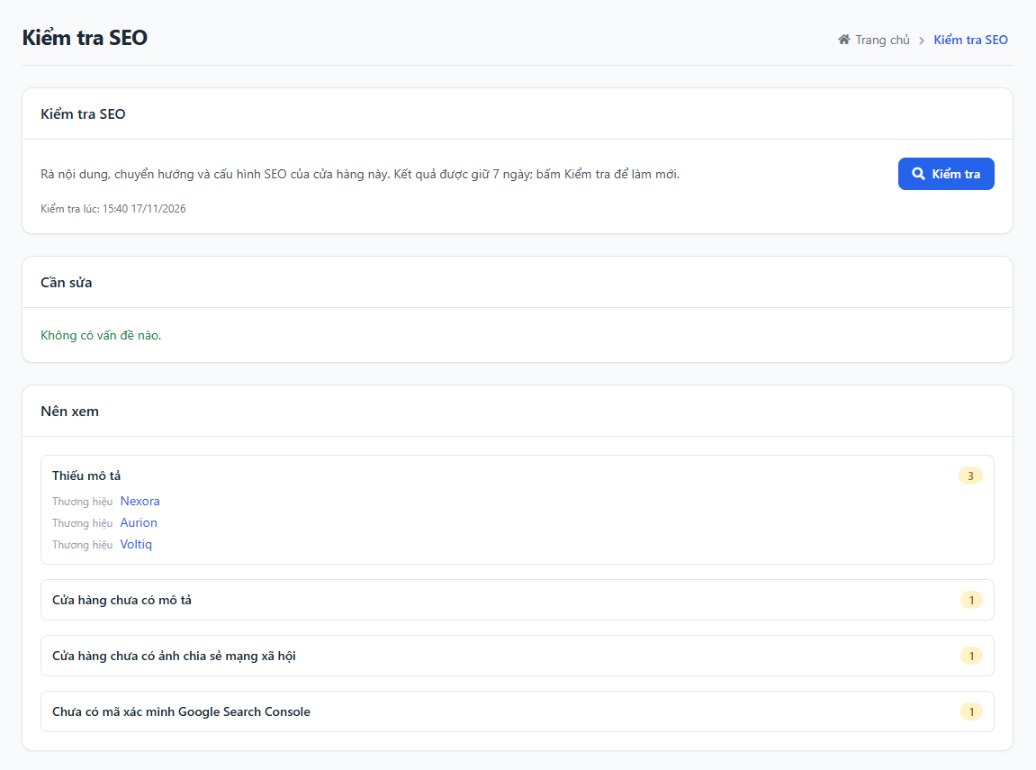 Kiểm tra SEO
Trang chủ > Kiểm tra SEO
Kiểm tra SEO
Rà nội dung, chuyển hướng và cấu hình SEO của cửa hàng này. Kết quả được giữ 7 ngày; bấm Kiểm tra để làm mới.
Kiểm tra
Kiểm tra lúc: 15:40 17/11/2026
Cần sửa
Không có vấn đề nào.
Nên xem
Thiếu mô tả 3
Thương hiệu Nexora
Thương hiệu Aurion
Thương hiệu Voltiq
Cửa hàng chưa có mô tả 1
Cửa hàng chưa có ảnh chia sẻ mạng xã hội 1
Chưa có mã xác minh Google Search Console 1